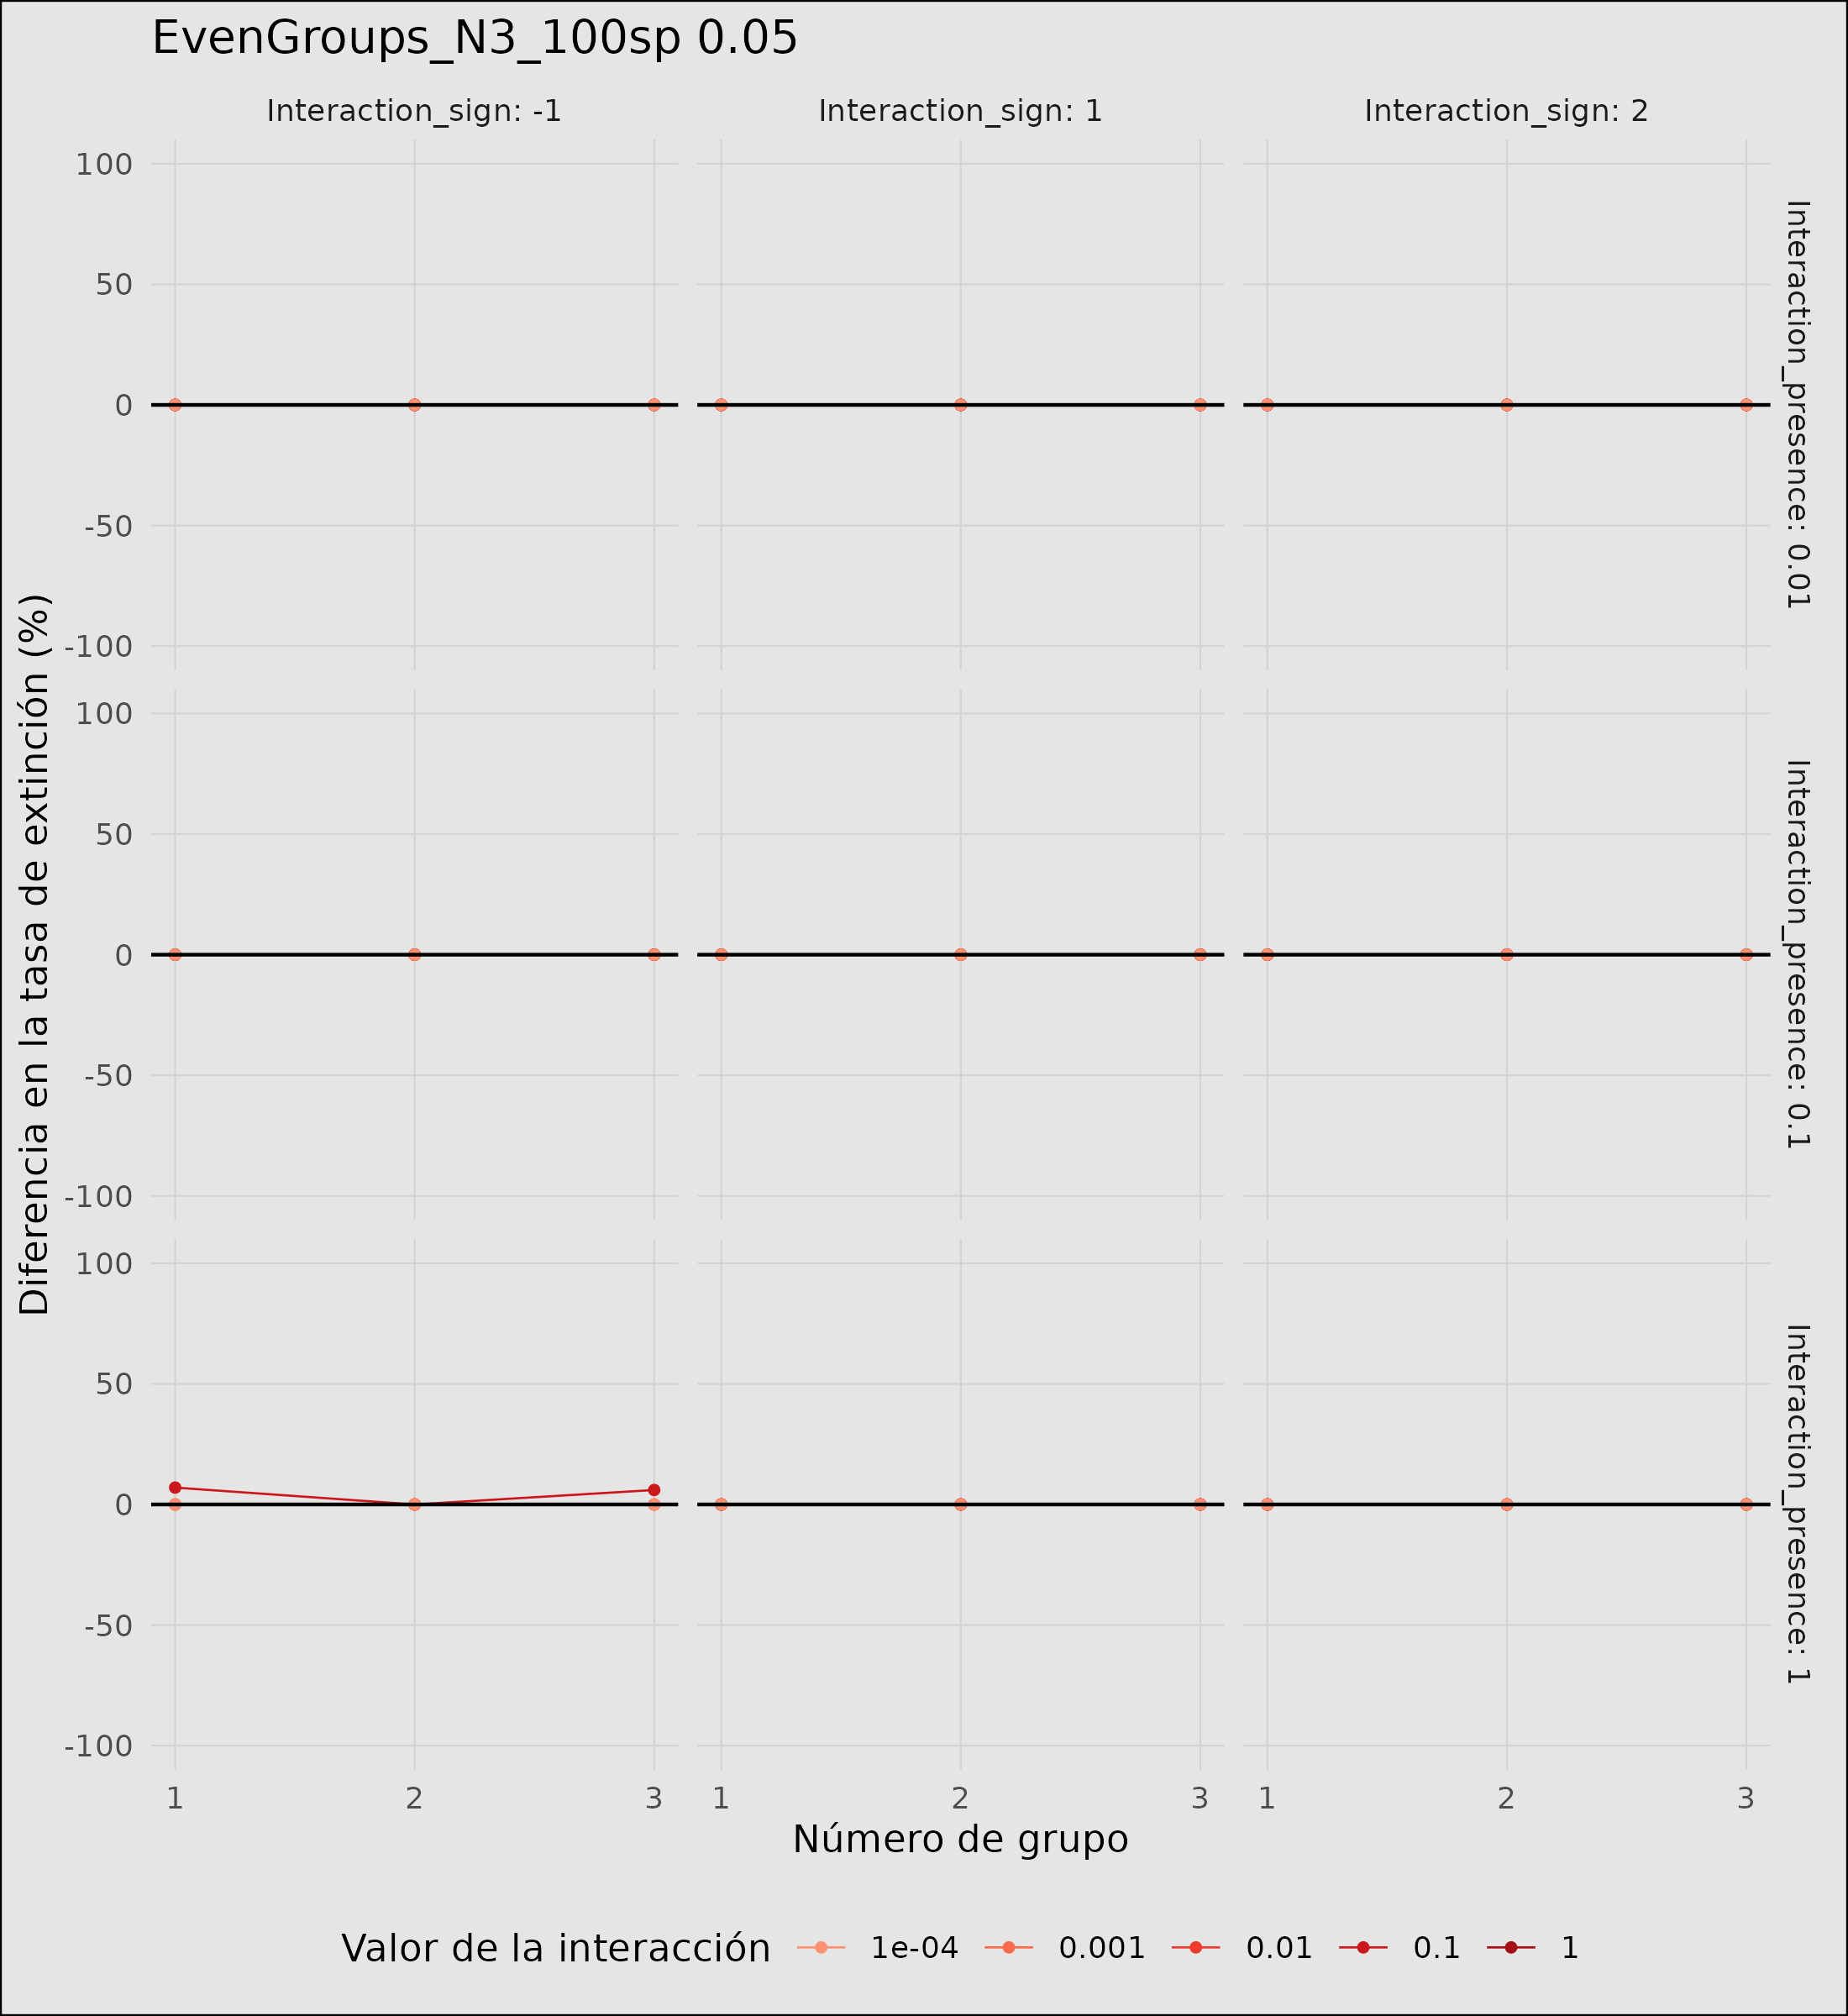 EvenGroups_N3_100sp 0.05
Interaction_sign: -1
Interaction_sign: 1
Interaction_sign: 2
100
50
0
-50
-100
Interaction_presence: 0.01
100
50
0
-50
-100
Interaction_presence: 0.1
100
50
0
-50
-100
Interaction_presence: 1
Diferencia en la tasa de extinción (%)
1 2 3 1 2 3 1 2 3
Número de grupo
Valor de la interacción 1e-04 0.001 0.01 0.1 1